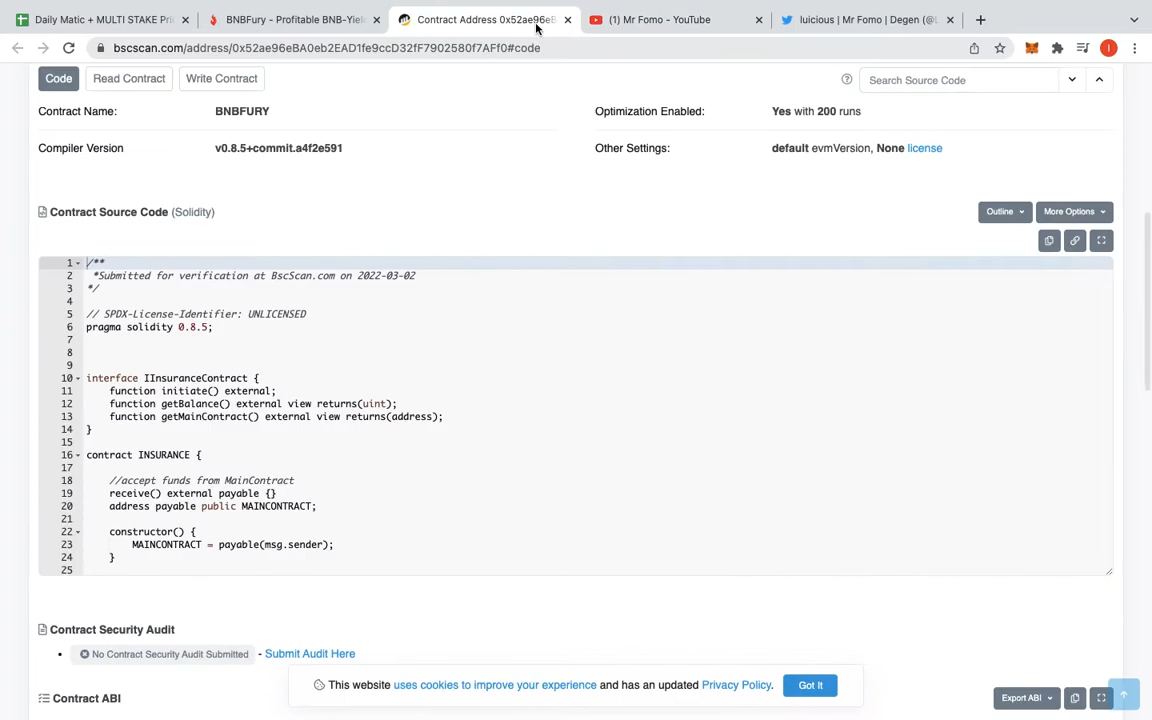 Daily Matic + MULTI STAKE Pri
BNBFury - Profitable BNB-Yiel
Contract Address 0x52ae96eB
(1) Mr Fomo - YouTube
luicious | Mr Fomo | Degen (@L
bscscan.com/address/0x52ae96eBA0eb2EAD1fe9ccD32fF7902580f7AFf0#code
I
Code
Read Contract
Write Contract
Search Source Code
Contract Name:
BNBFURY
Optimization Enabled:
Yes with 200 runs
Compiler Version
v0.8.5+commit.a4f2e591
Other Settings:
default evmVersion, None license
Contract Source Code (Solidity)
Outline
More Options
1 /**
2 *Submitted for verification at BscScan.com on 2022-03-02
3 */
4
5 // SPDX-License-Identifier: UNLICENSED
6 pragma solidity 0.8.5;
7
8
9
10 interface IInsuranceContract {
11 function initiate() external;
12 function getBalance() external view returns(uint);
13 function getMainContract() external view returns(address);
14 }
15
16 contract INSURANCE {
17
18 //accept funds from MainContract
19 receive() external payable {}
20 address payable public MAINCONTRACT;
21
22 constructor() {
23 MAINCONTRACT = payable(msg.sender);
24 }
25
Contract Security Audit
No Contract Security Audit Submitted - Submit Audit Here
This website uses cookies to improve your experience and has an updated Privacy Policy.
Got It
Contract ABI
Export ABI